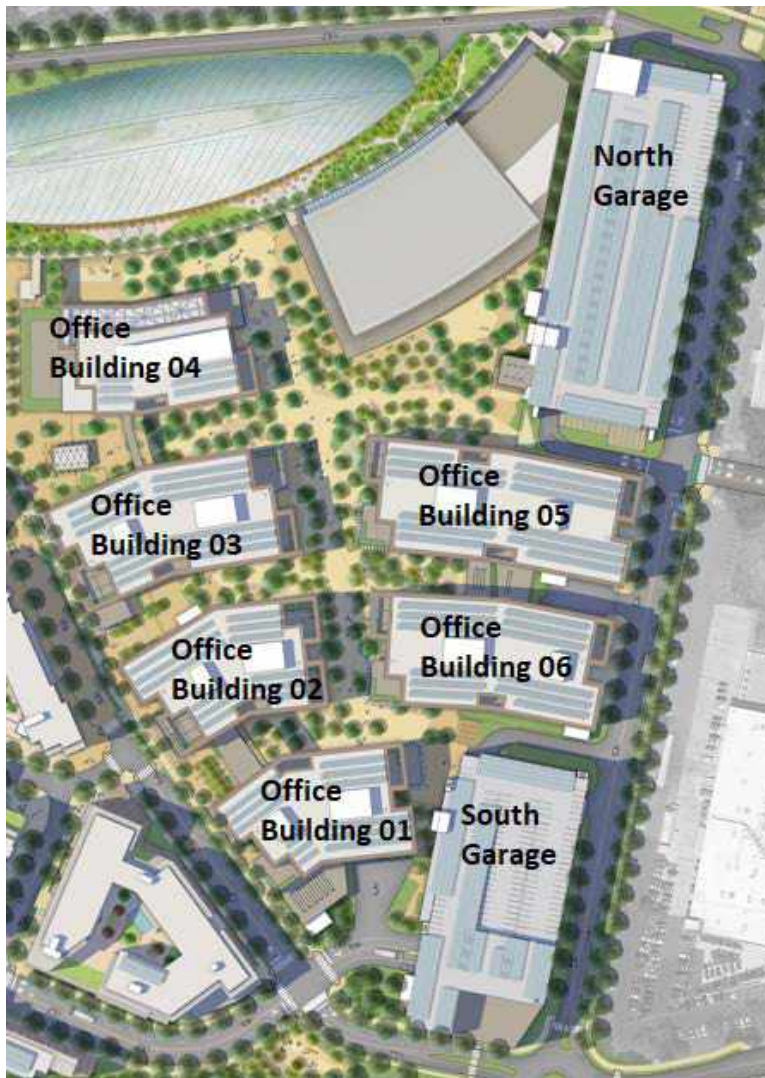 North
Garage
Office
Building 04
Office
Building 05
Office
Building 03
Office
Building 06
Office
Building 02
Office
Building 01
South
Garage